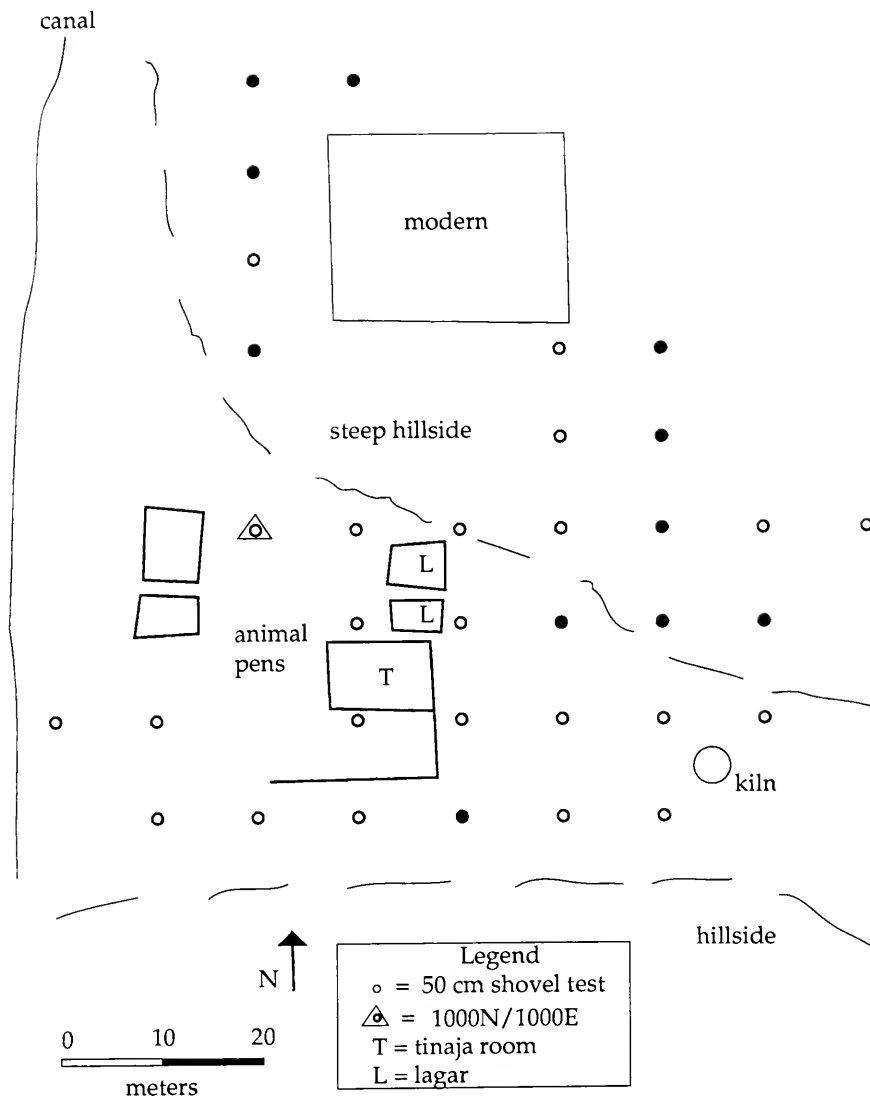 canal
modern
steep hillside
L
L
animal
pens
T
kiln
hillside
N
Legend
= 50 cm shovel test
= 1000N/1000E
T = tinaja room
L = lagar
0 10 20
meters